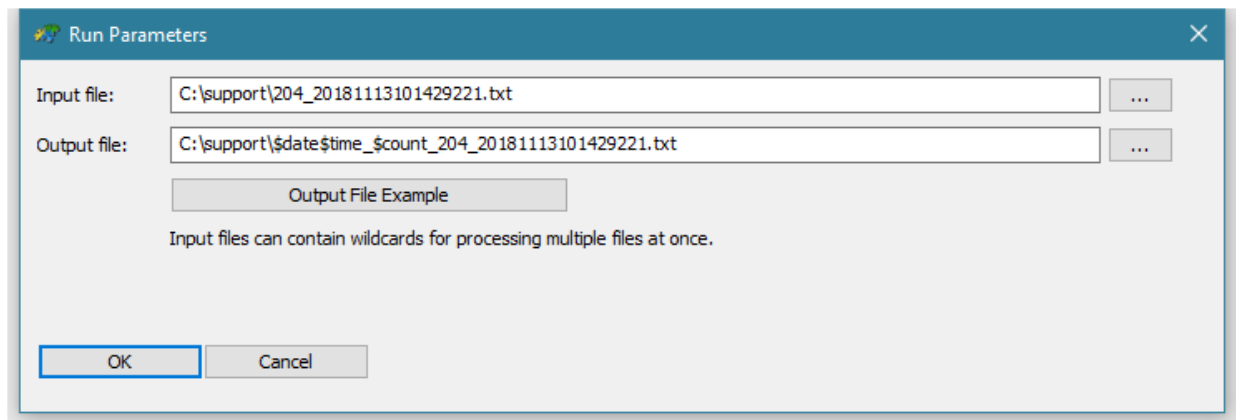 Run Parameters
Input file: C:\support\204_20181113101429221.txt ...
Output file: C:\support\$date$time_$count_204_20181113101429221.txt ...
Output File Example
Input files can contain wildcards for processing multiple files at once.
OK Cancel